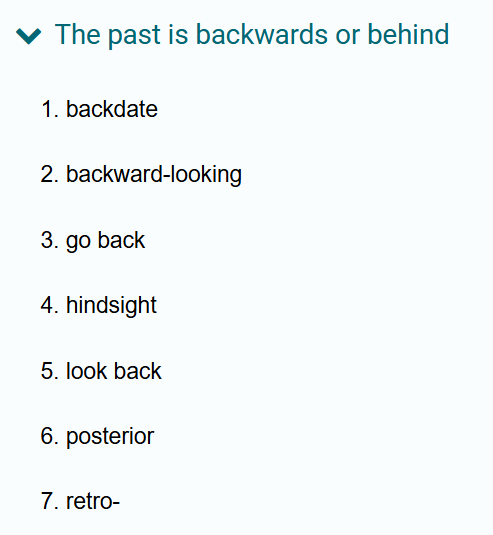 The past is backwards or behind
1. backdate
2. backward-looking
3. go back
4. hindsight
5. look back
6. posterior
7. retro-